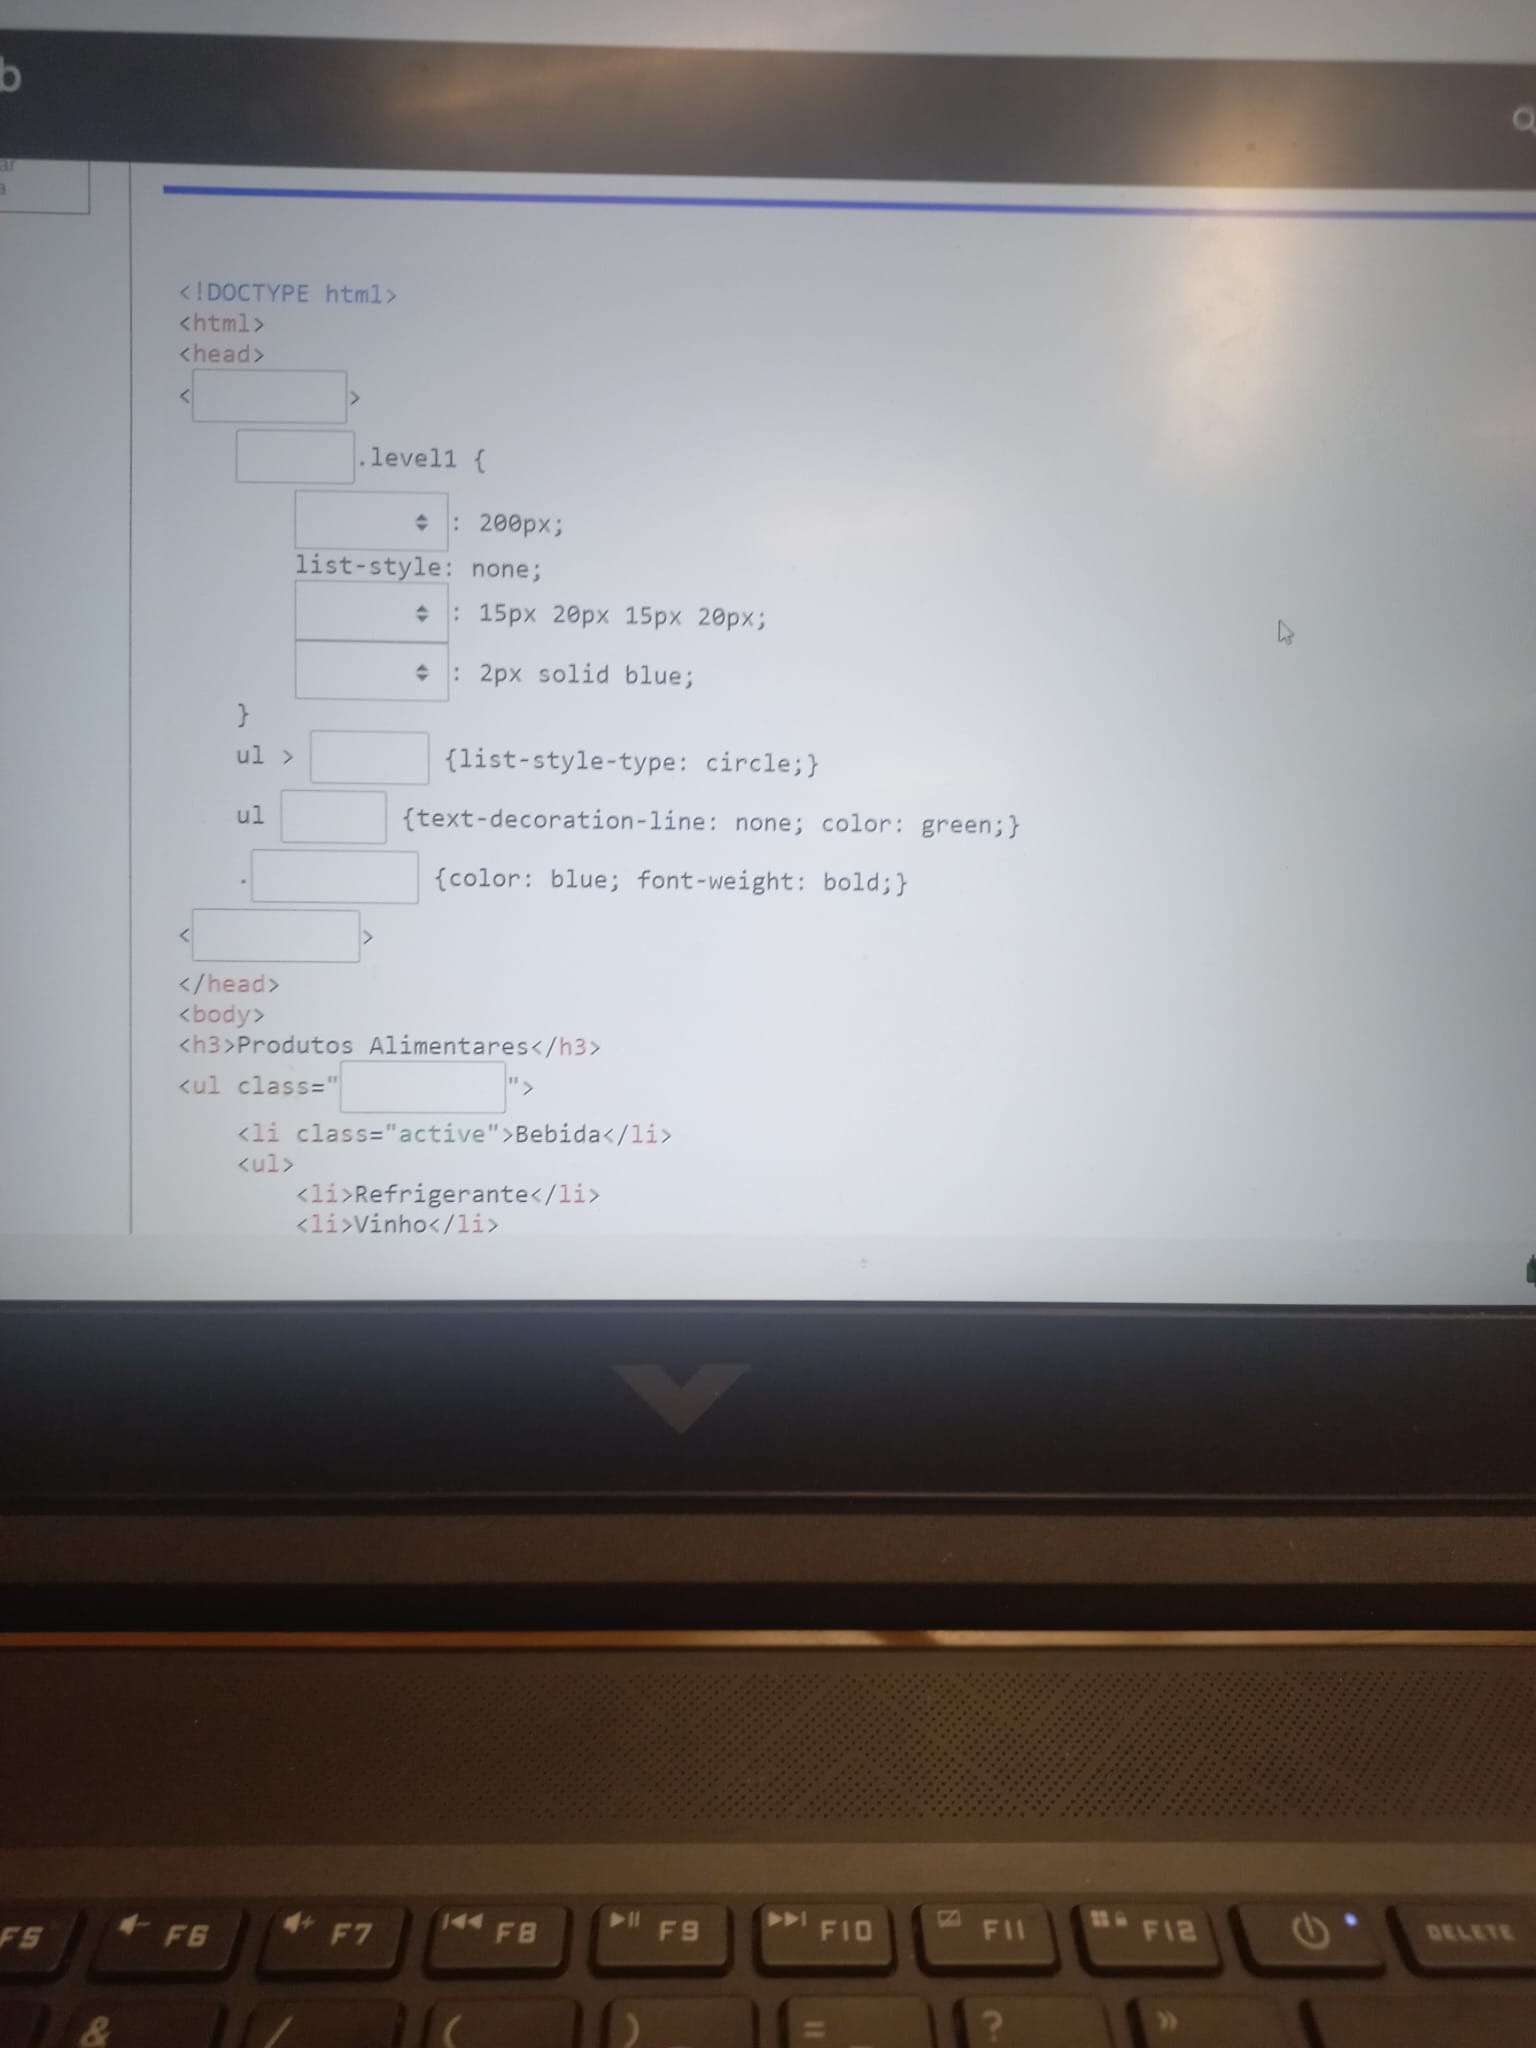 b
ar
a
<!DOCTYPE html>
<html>
<head>
< >
.level1 {
: 200px;
list-style: none;
: 15px 20px 15px 20px;
: 2px solid blue;
}
ul > {list-style-type: circle;}
ul {text-decoration-line: none; color: green;}
. {color: blue; font-weight: bold;}
< >
</head>
<body>
<h3>Produtos Alimentares</h3>
<ul class=" ">
<li class="active">Bebida</li>
<ul>
<li>Refrigerante</li>
<li>Vinho</li>
F5 F6 F7 F8 F9 F10 F11 F12 DELETE
& / ( ) = ? »